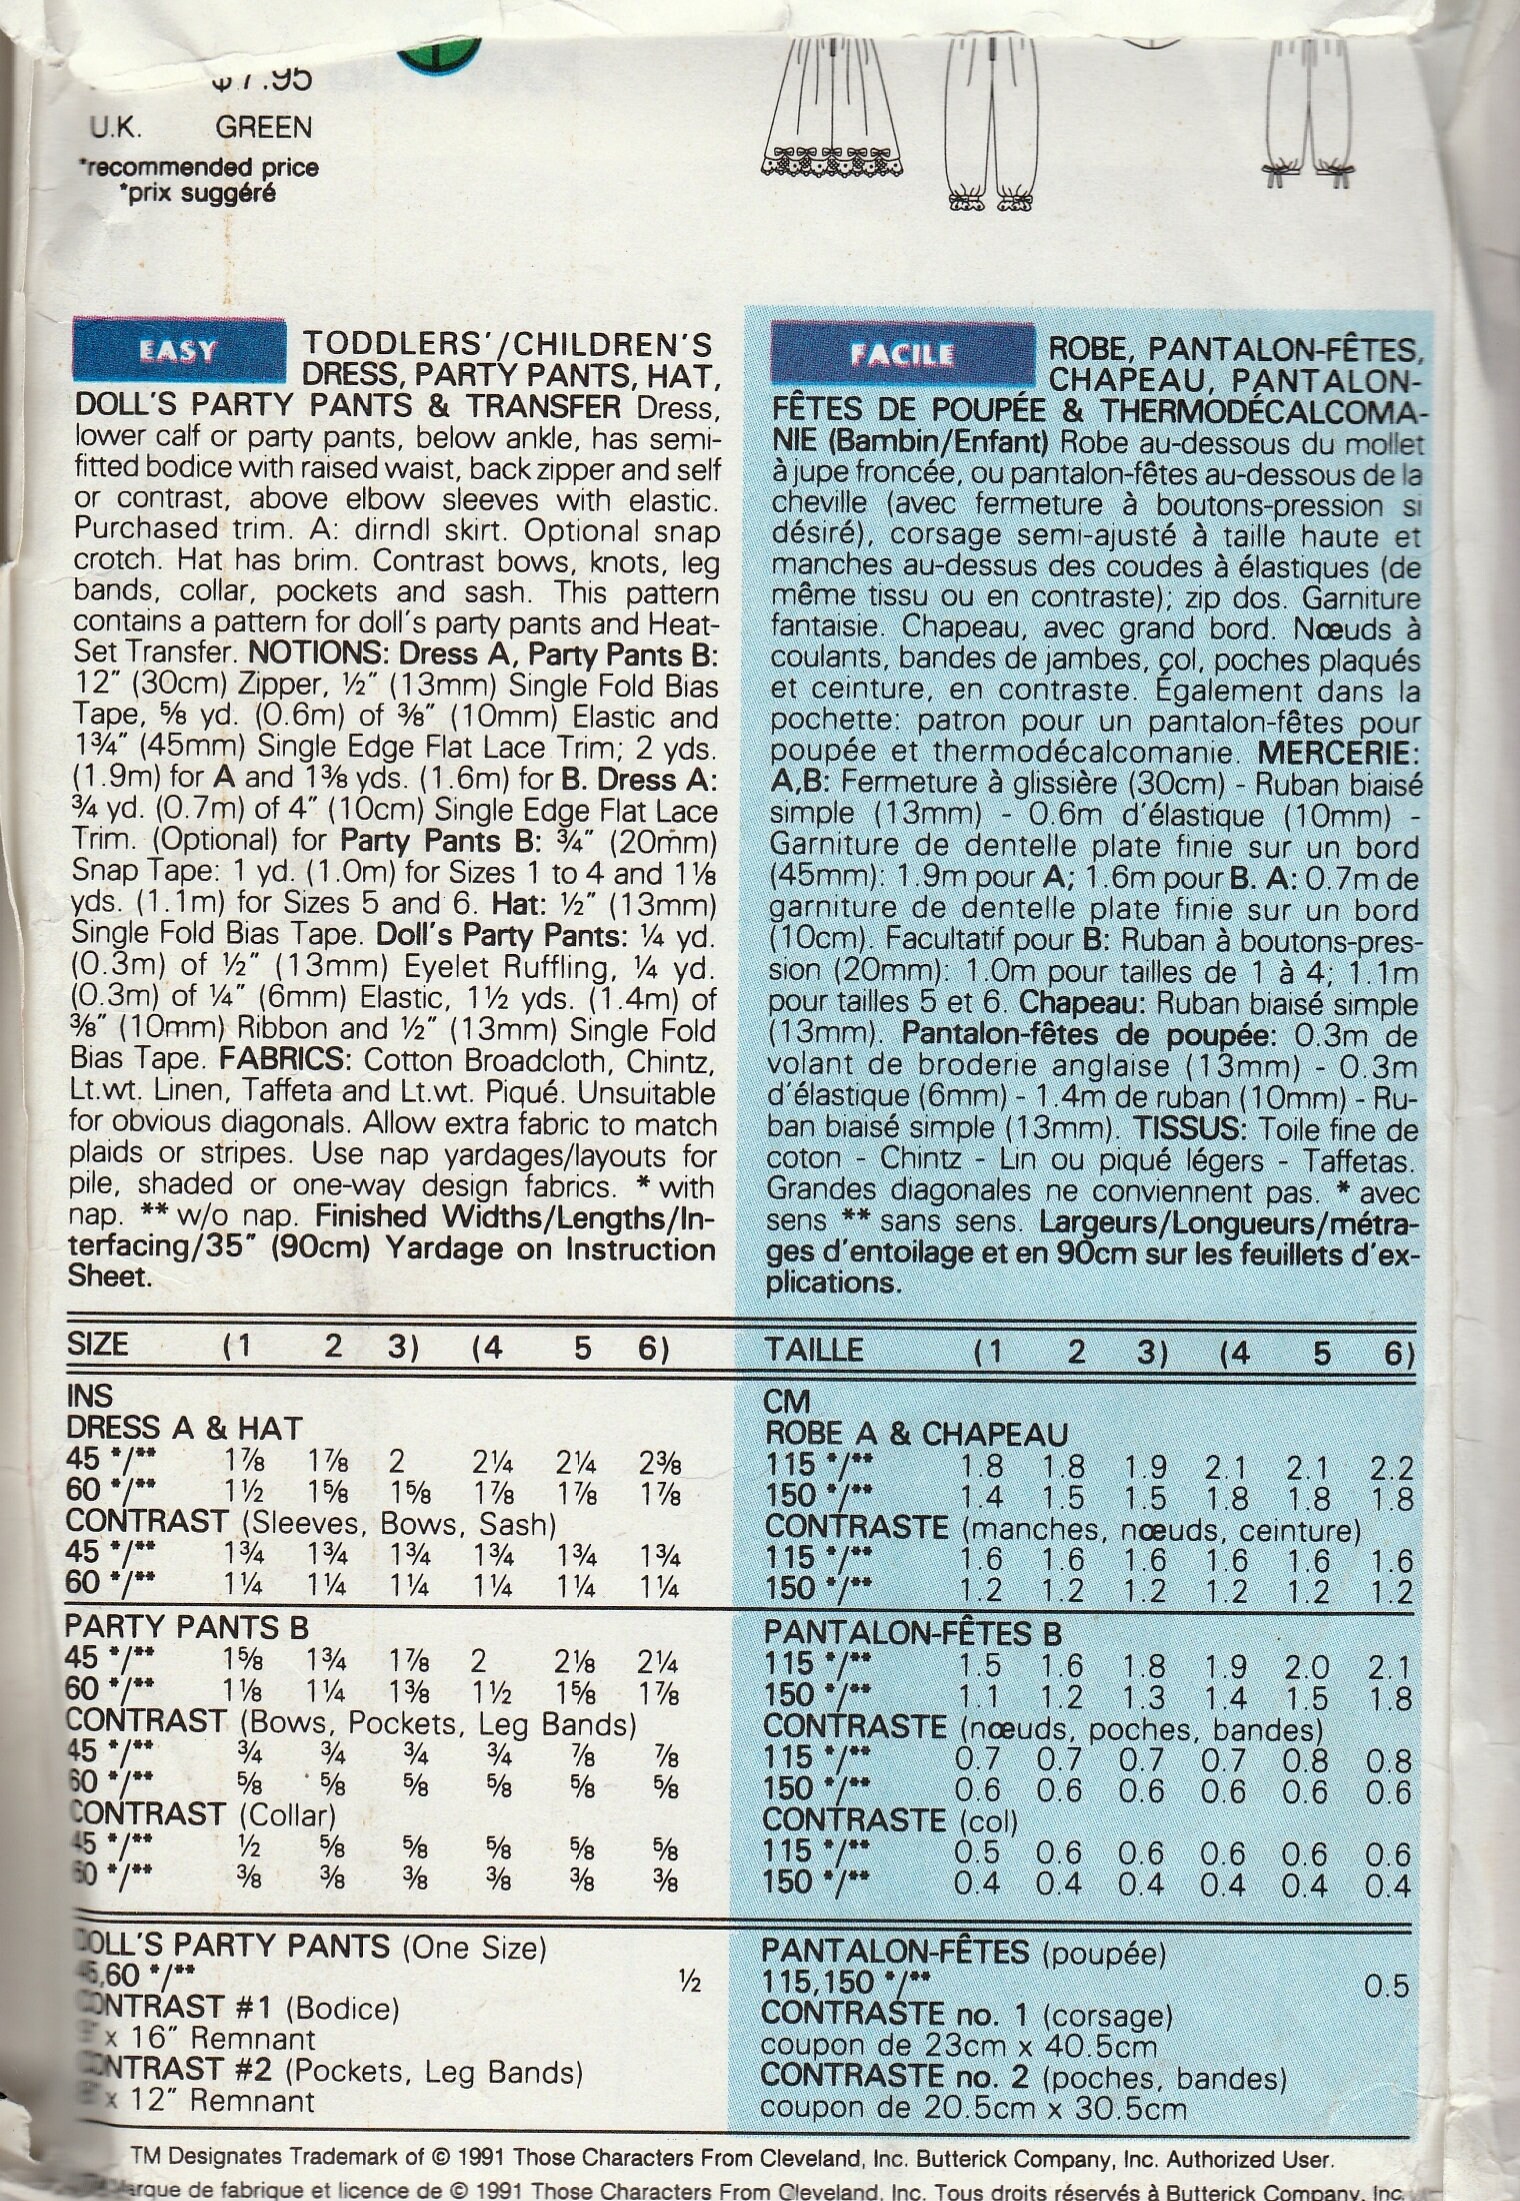 7.95
U.K. GREEN
*recommended price
*prix suggéré
EASY
TODDLERS'/CHILDREN'S
DRESS, PARTY PANTS, HAT,
DOLL'S PARTY PANTS & TRANSFER Dress,
lower calf or party pants, below ankle, has semi-
fitted bodice with raised waist, back zipper and self
or contrast, above elbow sleeves with elastic.
Purchased trim. A: dirndl skirt. Optional snap
crotch. Hat has brim. Contrast bows, knots, leg
bands, collar, pockets and sash. This pattern
contains a pattern for doll's party pants and Heat-
Set Transfer. NOTIONS: Dress A, Party Pants B:
12" (30cm) Zipper, ½" (13mm) Single Fold Bias
Tape, ⅝ yd. (0.6m) of ⅜" (10mm) Elastic and
1¾" (45mm) Single Edge Flat Lace Trim; 2 yds.
(1.9m) for A and 1⅜ yds. (1.6m) for B. Dress A:
¾ yd. (0.7m) of 4" (10cm) Single Edge Flat Lace
Trim. (Optional) for Party Pants B: ¾" (20mm)
Snap Tape: 1 yd. (1.0m) for Sizes 1 to 4 and 1⅛
yds. (1.1m) for Sizes 5 and 6. Hat: ½" (13mm)
Single Fold Bias Tape. Doll's Party Pants: ¼ yd.
(0.3m) of ½" (13mm) Eyelet Ruffling, ¼ yd.
(0.3m) of ¼" (6mm) Elastic, 1½ yds. (1.4m) of
⅜" (10mm) Ribbon and ½" (13mm) Single Fold
Bias Tape. FABRICS: Cotton Broadcloth, Chintz,
Lt.wt. Linen, Taffeta and Lt.wt. Piqué. Unsuitable
for obvious diagonals. Allow extra fabric to match
plaids or stripes. Use nap yardages/layouts for
pile, shaded or one-way design fabrics. * with
nap. ** w/o nap. Finished Widths/Lengths/In-
terfacing/35" (90cm) Yardage on Instruction
Sheet.
FACILE
ROBE, PANTALON-FÊTES,
CHAPEAU, PANTALON-
FÊTES DE POUPÉE & THERMODÉCALCOMA-
NIE (Bambin/Enfant) Robe au-dessous du mollet
à jupe froncée, ou pantalon-fêtes au-dessous de la
cheville (avec fermeture à boutons-pression si
désiré), corsage semi-ajusté à taille haute et
manches au-dessus des coudes à élastiques (de
même tissu ou en contraste); zip dos. Garniture
fantaisie. Chapeau, avec grand bord. Nœuds à
coulants, bandes de jambes, col, poches plaqués
et ceinture, en contraste. Également dans la
pochette: patron pour un pantalon-fêtes pour
poupée et thermodécalcomanie. MERCERIE:
A,B: Fermeture à glissière (30cm) - Ruban biaisé
simple (13mm) - 0.6m d'élastique (10mm) -
Garniture de dentelle plate finie sur un bord
(45mm): 1.9m pour A; 1.6m pour B. A: 0.7m de
garniture de dentelle plate finie sur un bord
(10cm). Facultatif pour B: Ruban à boutons-pres-
sion (20mm): 1.0m pour tailles de 1 à 4; 1.1m
pour tailles 5 et 6. Chapeau: Ruban biaisé simple
(13mm). Pantalon-fêtes de poupée: 0.3m de
volant de broderie anglaise (13mm) - 0.3m
d'élastique (6mm) - 1.4m de ruban (10mm) - Ru-
ban biaisé simple (13mm). TISSUS: Toile fine de
coton - Chintz - Lin ou piqué légers - Taffetas.
Grandes diagonales ne conviennent pas. * avec
sens ** sans sens. Largeurs/Longueurs/métra-
ges d'entoilage et en 90cm sur les feuillets d'ex-
plications.
SIZE (1 2 3) (4 5 6)
INS
DRESS A & HAT
45 */** 1⅞ 1⅞ 2 2¼ 2¼ 2⅜
60 */** 1½ 1⅝ 1⅝ 1⅞ 1⅞ 1⅞
CONTRAST (Sleeves, Bows, Sash)
45 */** 1¾ 1¾ 1¾ 1¾ 1¾ 1¾
60 */** 1¼ 1¼ 1¼ 1¼ 1¼ 1¼
PARTY PANTS B
45 */** 1⅝ 1¾ 1⅞ 2 2⅛ 2¼
60 */** 1⅛ 1¼ 1⅜ 1½ 1⅝ 1⅞
CONTRAST (Bows, Pockets, Leg Bands)
45 */** ¾ ¾ ¾ ¾ ⅞ ⅞
60 */** ⅝ ⅝ ⅝ ⅝ ⅝ ⅝
CONTRAST (Collar)
45 */** ½ ⅝ ⅝ ⅝ ⅝ ⅝
60 */** ⅜ ⅜ ⅜ ⅜ ⅜ ⅜
DOLL'S PARTY PANTS (One Size)
45,60 */** ½
CONTRAST #1 (Bodice)
x 16" Remnant
CONTRAST #2 (Pockets, Leg Bands)
x 12" Remnant
TAILLE (1 2 3) (4 5 6)
CM
ROBE A & CHAPEAU
115 */** 1.8 1.8 1.9 2.1 2.1 2.2
150 */** 1.4 1.5 1.5 1.8 1.8 1.8
CONTRASTE (manches, nœuds, ceinture)
115 */** 1.6 1.6 1.6 1.6 1.6 1.6
150 */** 1.2 1.2 1.2 1.2 1.2 1.2
PANTALON-FÊTES B
115 */** 1.5 1.6 1.8 1.9 2.0 2.1
150 */** 1.1 1.2 1.3 1.4 1.5 1.8
CONTRASTE (nœuds, poches, bandes)
115 */** 0.7 0.7 0.7 0.7 0.8 0.8
150 */** 0.6 0.6 0.6 0.6 0.6 0.6
CONTRASTE (col)
115 */** 0.5 0.6 0.6 0.6 0.6 0.6
150 */** 0.4 0.4 0.4 0.4 0.4 0.4
PANTALON-FÊTES (poupée)
115,150 */** 0.5
CONTRASTE no. 1 (corsage)
coupon de 23cm x 40.5cm
CONTRASTE no. 2 (poches, bandes)
coupon de 20.5cm x 30.5cm
TM Designates Trademark of © 1991 Those Characters From Cleveland, Inc. Butterick Company, Inc. Authorized User.
Marque de fabrique et licence de © 1991 Those Characters From Cleveland, Inc. Tous droits réservés à Butterick Company, Inc.